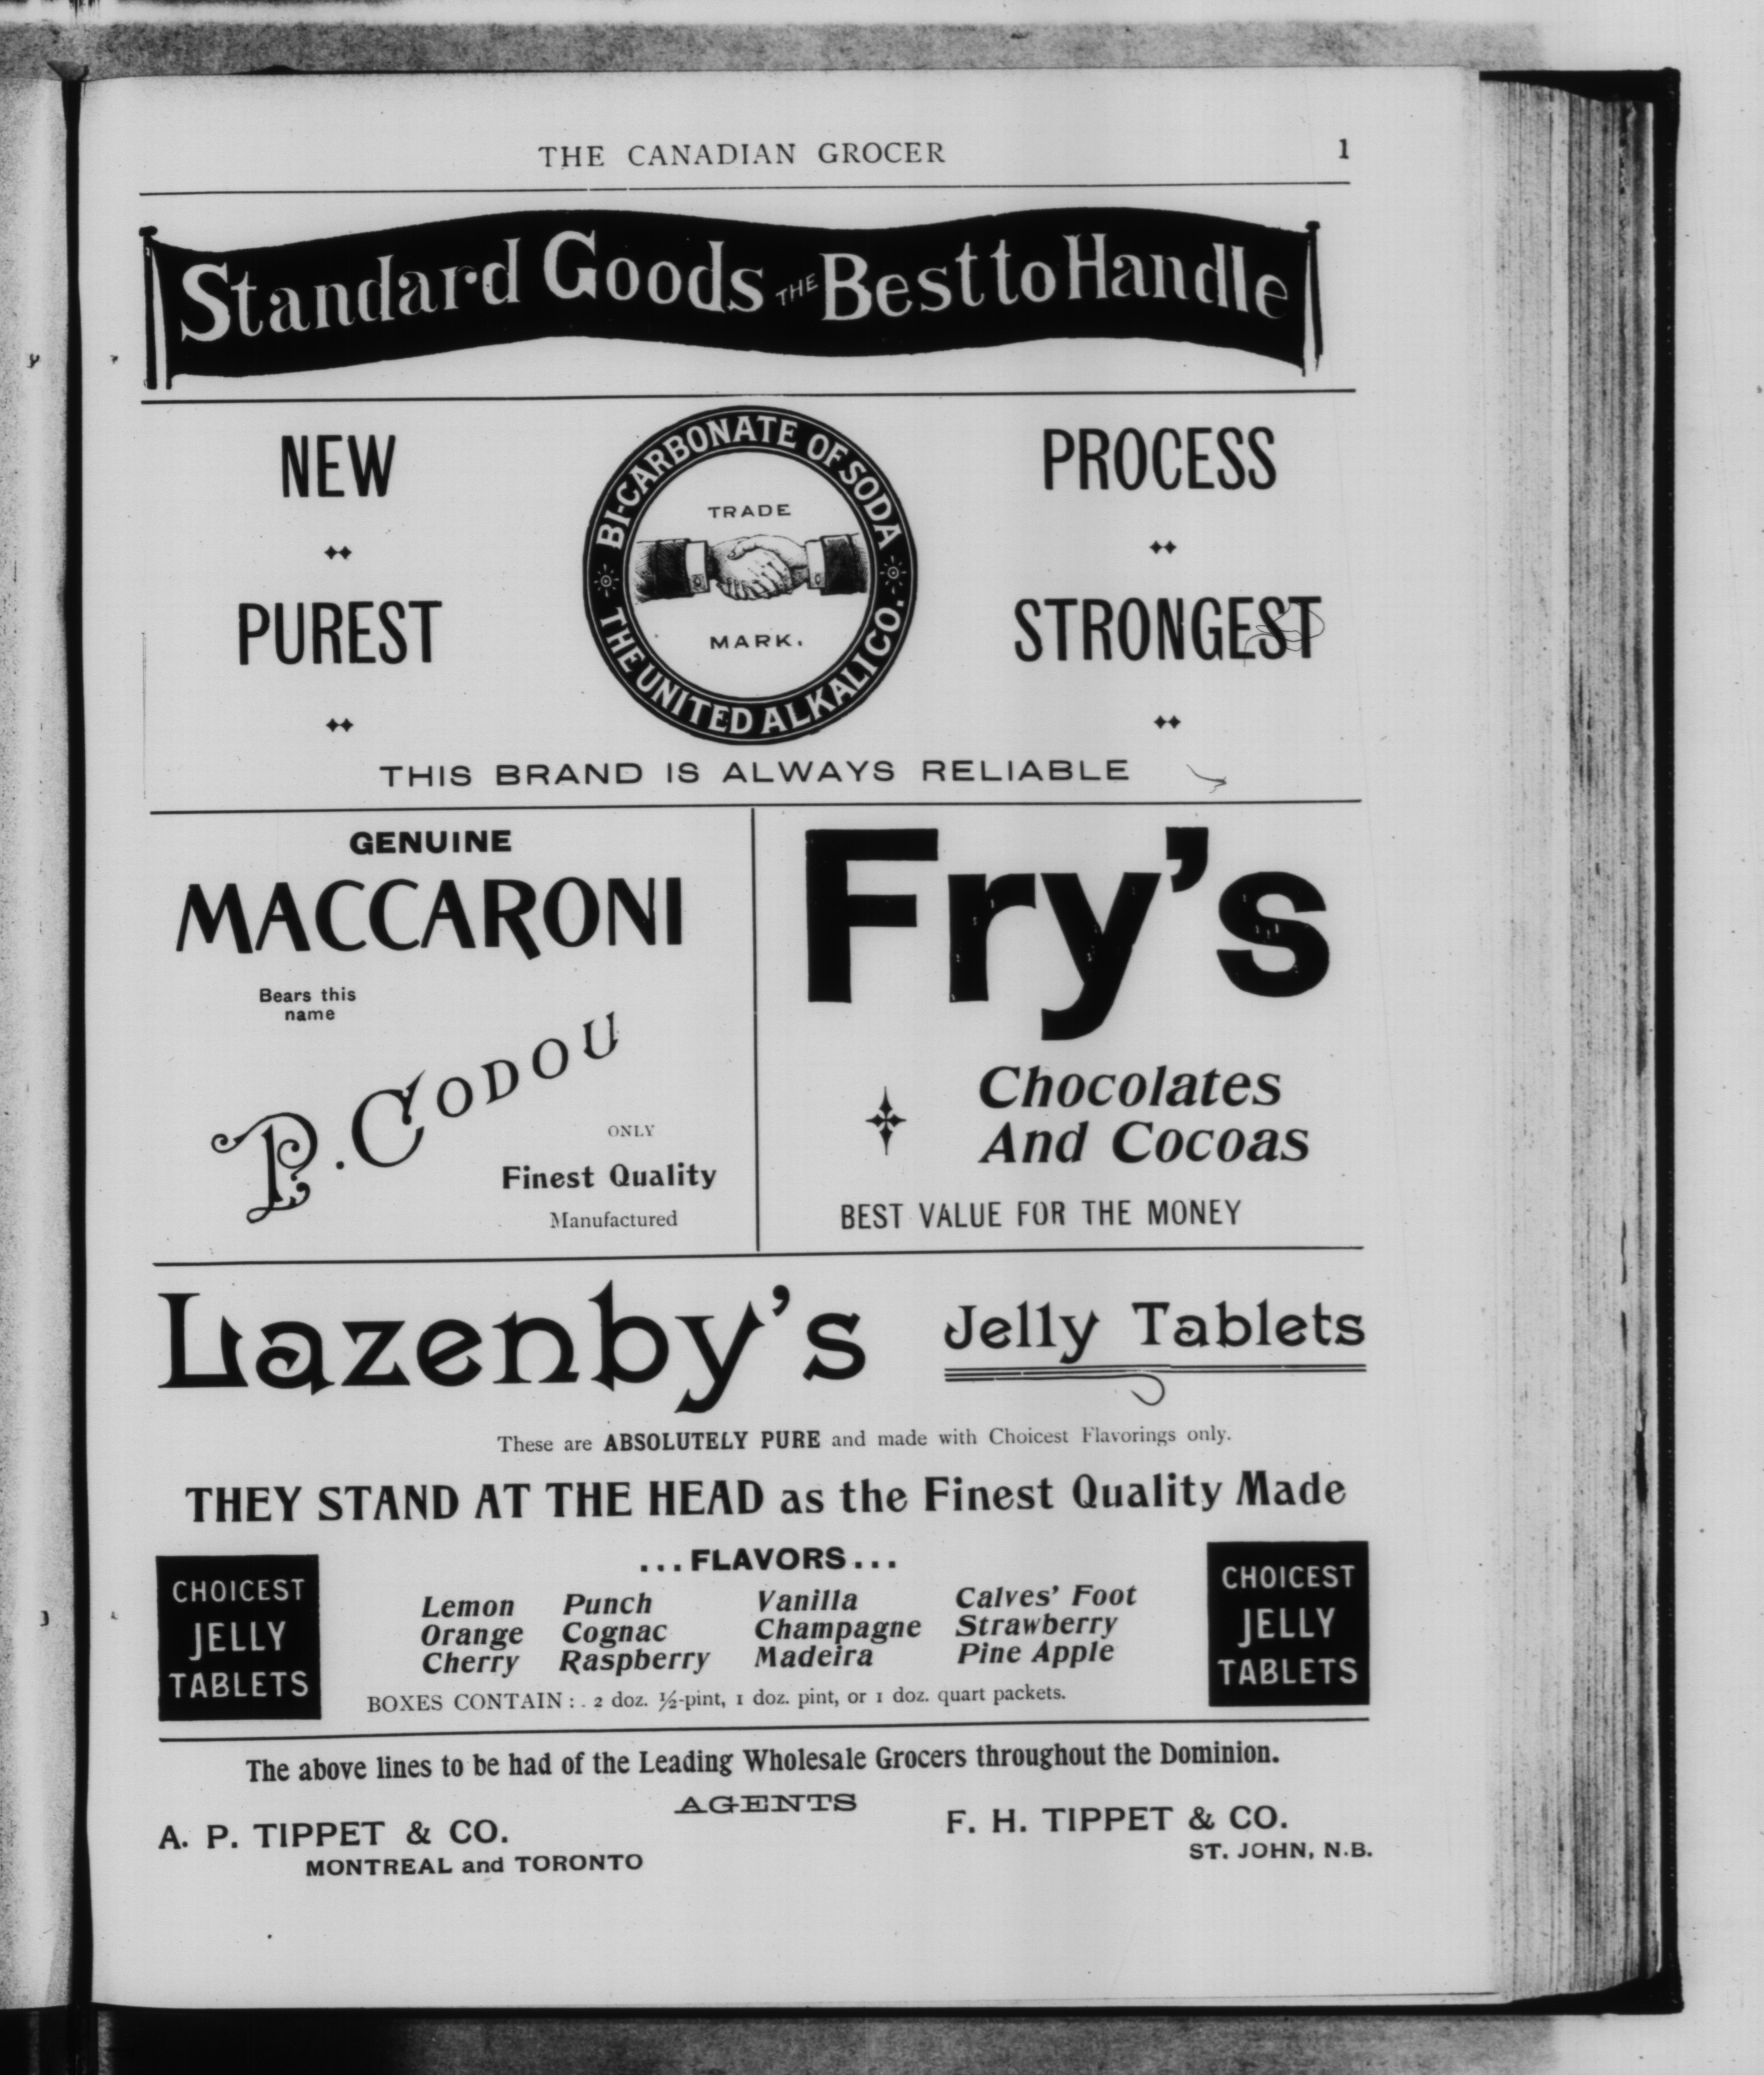 THE CANADIAN GROCER 1
Standard Goods THE Best to Handle
NEW
PUREST
BI-CARBONATE OF SODA
TRADE
MARK.
THE UNITED ALKALI CO.
PROCESS
STRONGEST
THIS BRAND IS ALWAYS RELIABLE
GENUINE
MACCARONI
Bears this
name
P. CODOU
ONLY
Finest Quality
Manufactured
Fry's
Chocolates
And Cocoas
BEST VALUE FOR THE MONEY
Lazenby's Jelly Tablets
These are ABSOLUTELY PURE and made with Choicest Flavorings only.
THEY STAND AT THE HEAD as the Finest Quality Made
CHOICEST
JELLY
TABLETS
...FLAVORS...
Lemon Punch Vanilla Calves' Foot
Orange Cognac Champagne Strawberry
Cherry Raspberry Madeira Pine Apple
BOXES CONTAIN: . 2 doz. ½-pint, 1 doz. pint, or 1 doz. quart packets.
CHOICEST
JELLY
TABLETS
The above lines to be had of the Leading Wholesale Grocers throughout the Dominion.
AGENTS
A. P. TIPPET & CO.
MONTREAL and TORONTO
F. H. TIPPET & CO.
ST. JOHN, N.B.